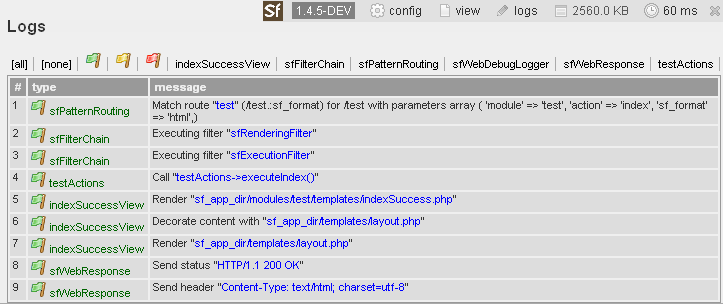 Sf 1.4.5-DEV config view logs 2560.0 KB 60 ms
Logs
[all] [none] indexSuccessView sfFilterChain sfPatternRouting sfWebDebugLogger sfWebResponse testActions
# type message
1 sfPatternRouting Match route "test" (/test.:sf_format) for /test with parameters array ( 'module' => 'test', 'action' => 'index', 'sf_format'
=> 'html',)
2 sfFilterChain Executing filter "sfRenderingFilter"
3 sfFilterChain Executing filter "sfExecutionFilter"
4 testActions Call "testActions->executeIndex()"
5 indexSuccessView Render "sf_app_dir/modules/test/templates/indexSuccess.php"
6 indexSuccessView Decorate content with "sf_app_dir/templates/layout.php"
7 indexSuccessView Render "sf_app_dir/templates/layout.php"
8 sfWebResponse Send status "HTTP/1.1 200 OK"
9 sfWebResponse Send header "Content-Type: text/html; charset=utf-8"